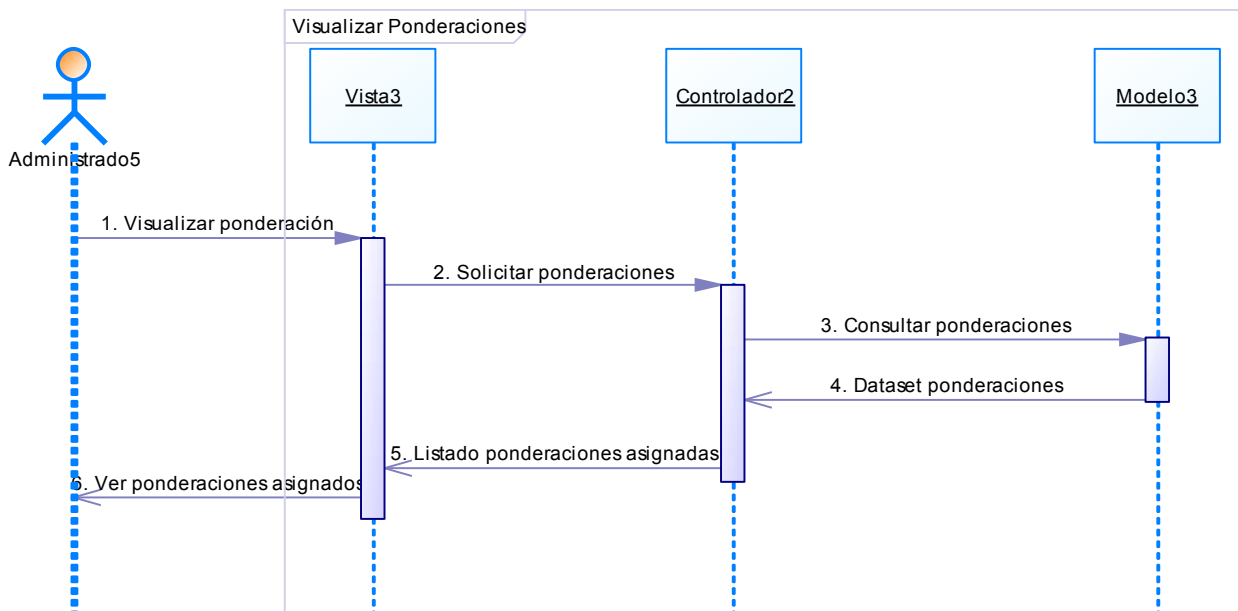 Visualizar Ponderaciones
Vista3
Controlador2
Modelo3
Administrado5
1. Visualizar ponderación
2. Solicitar ponderaciones
3. Consultar ponderaciones
4. Dataset ponderaciones
5. Listado ponderaciones asignadas
6. Ver ponderaciones asignados